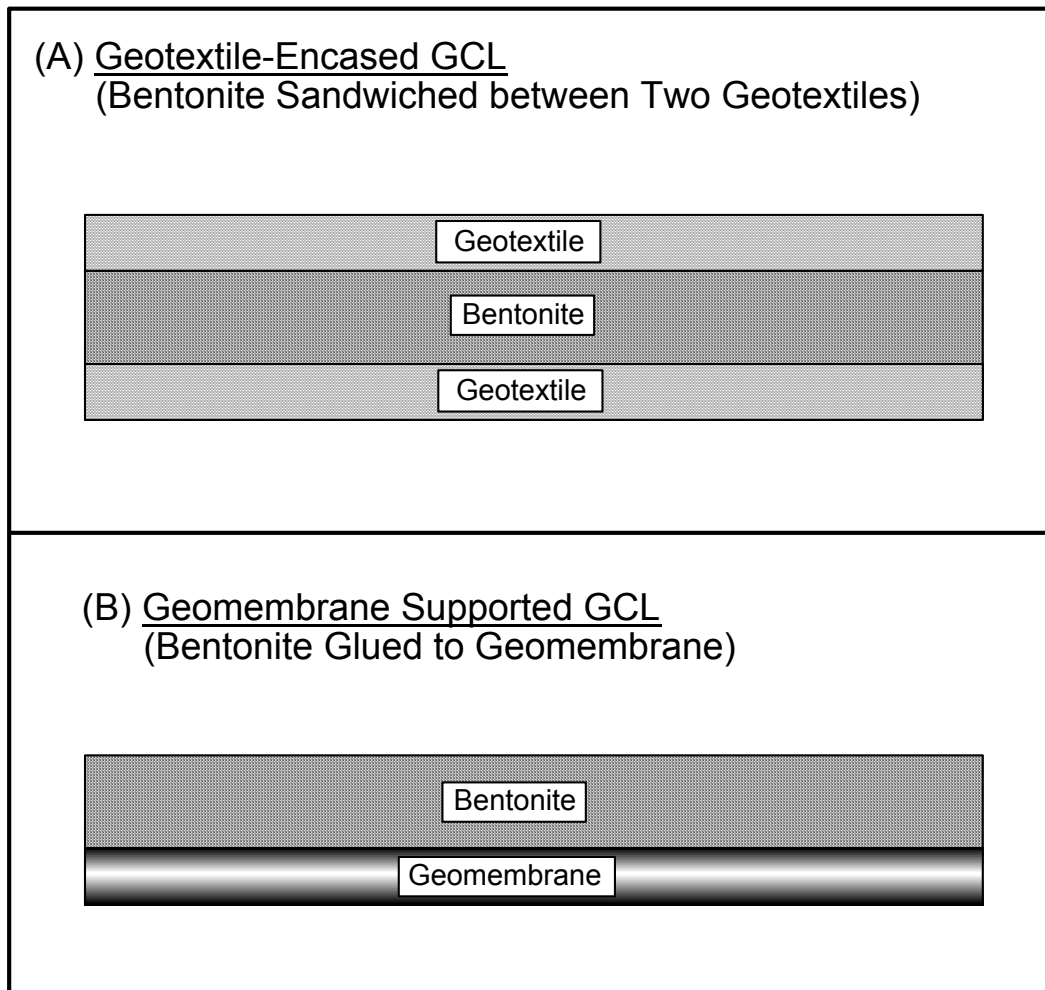 (A) Geotextile-Encased GCL
(Bentonite Sandwiched between Two Geotextiles)
Geotextile
Bentonite
Geotextile
(B) Geomembrane Supported GCL
(Bentonite Glued to Geomembrane)
Bentonite
Geomembrane